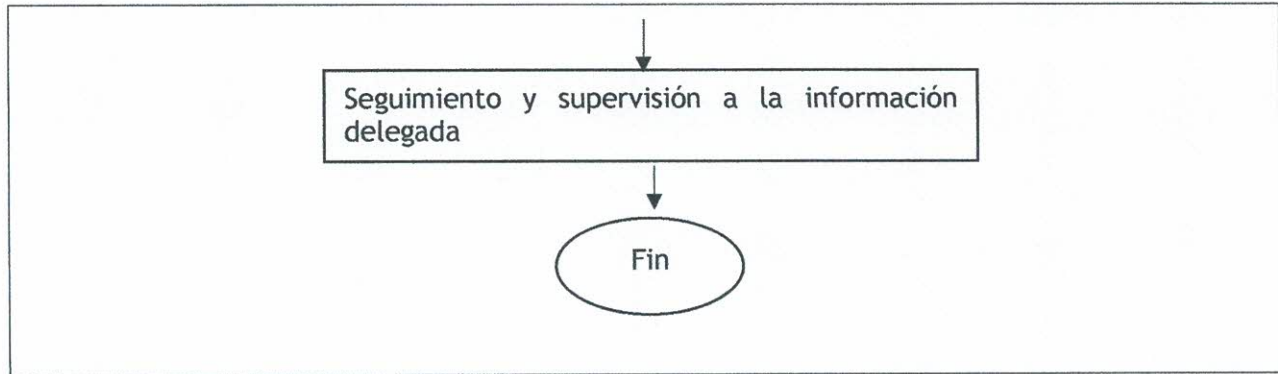 Seguimiento y supervisión a la información
delegada
Fin